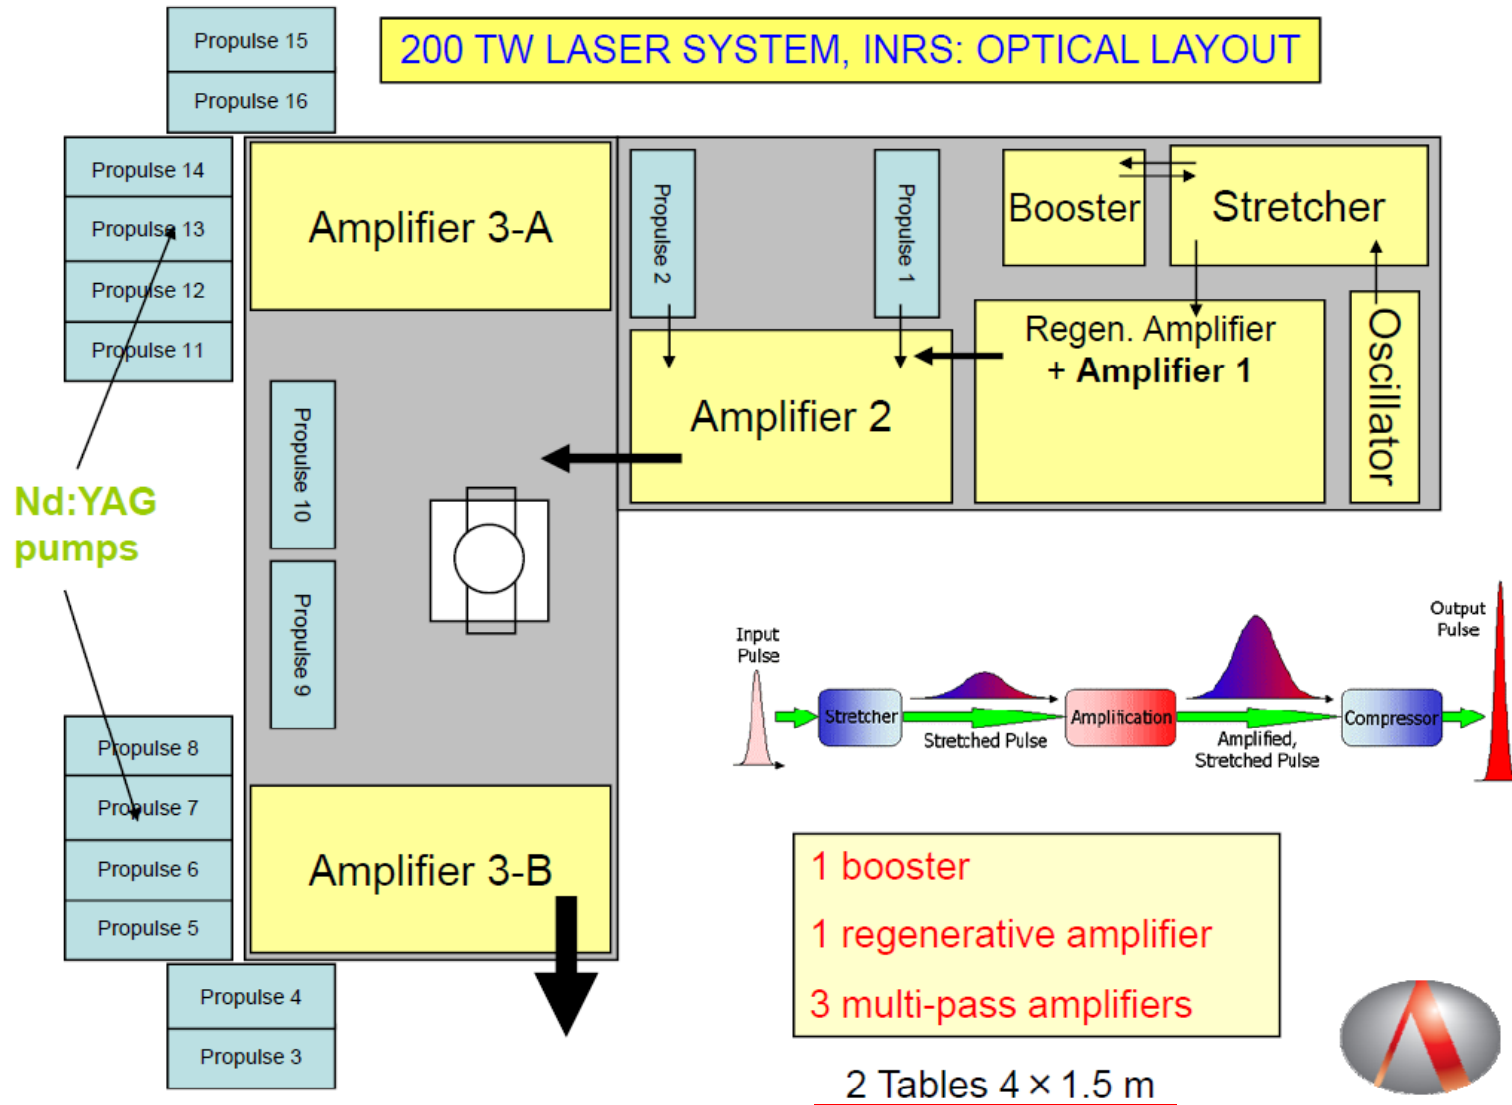 200 TW LASER SYSTEM, INRS: OPTICAL LAYOUT
Propulse 15
Propulse 16
Propulse 14
Propulse 13
Propulse 12
Propulse 11
Amplifier 3-A
Propulse 2
Propulse 1
Booster
Stretcher
Regen. Amplifier
+ Amplifier 1
Oscillator
Amplifier 2
Propulse 10
Propulse 9
Nd:YAG
pumps
Propulse 8
Propulse 7
Propulse 6
Propulse 5
Amplifier 3-B
Propulse 4
Propulse 3
Input
Pulse
Stretcher
Stretched Pulse
Amplification
Amplified,
Stretched Pulse
Compressor
Output
Pulse
1 booster
1 regenerative amplifier
3 multi-pass amplifiers
2 Tables 4 × 1.5 m